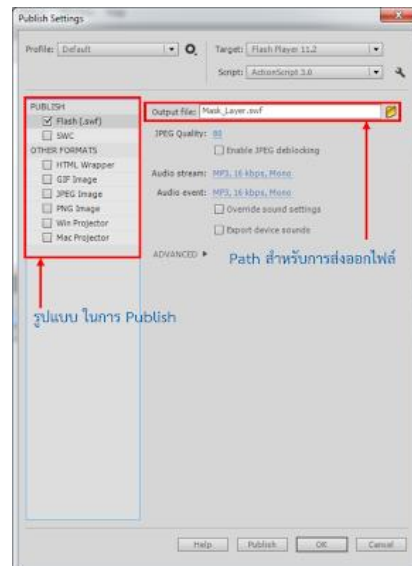 Publish Settings
Profile: Default
Target: Flash Player 11.2
Script: ActionScript 3.0
PUBLISH
Flash (.swf)
SWC
OTHER FORMATS
HTML Wrapper
GIF Image
JPEG Image
PNG Image
Win Projector
Mac Projector
Output file: Mask_Layer.swf
JPEG Quality: 80
Enable JPEG deblocking
Audio stream: MP3, 16 kbps, Mono
Audio event: MP3, 16 kbps, Mono
Override sound settings
Export device sounds
ADVANCED
Path สำหรับการส่งออกไฟล์
รูปแบบ ในการ Publish
Help Publish OK Cancel